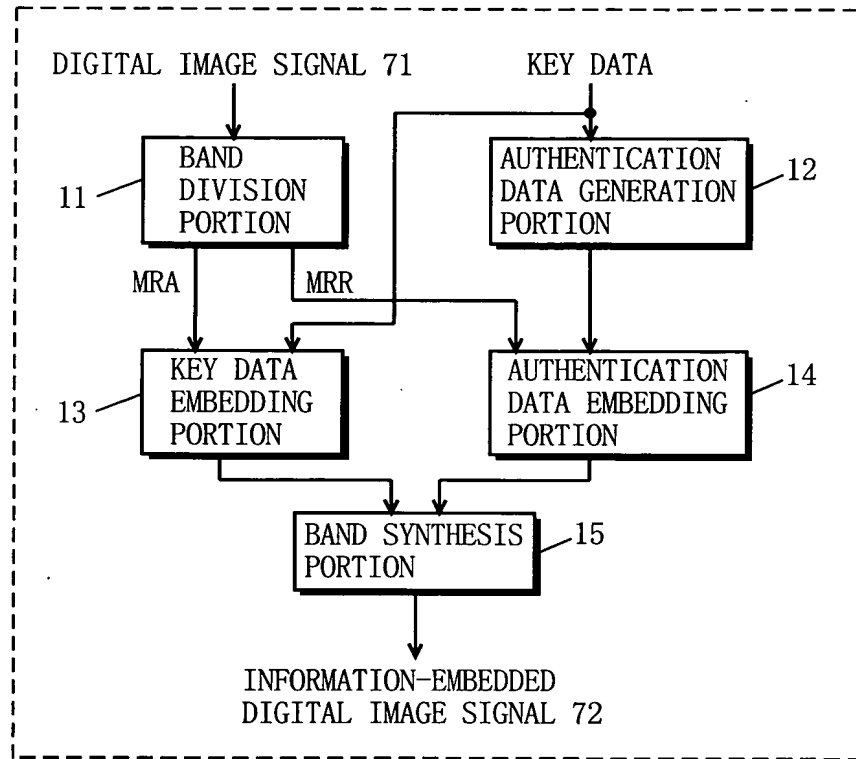 DIGITAL IMAGE SIGNAL 71
KEY DATA
BAND
DIVISION
PORTION
11
AUTHENTICATION
DATA GENERATION
PORTION
12
MRA
MRR
KEY DATA
EMBEDDING
PORTION
13
AUTHENTICATION
DATA EMBEDDING
PORTION
14
BAND SYNTHESIS
PORTION
15
INFORMATION-EMBEDDED
DIGITAL IMAGE SIGNAL 72